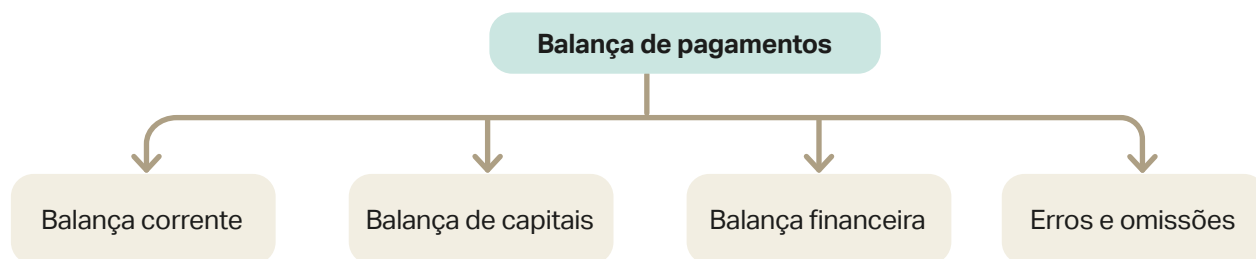 Balança de pagamentos
Balança corrente
Balança de capitais
Balança financeira
Erros e omissões